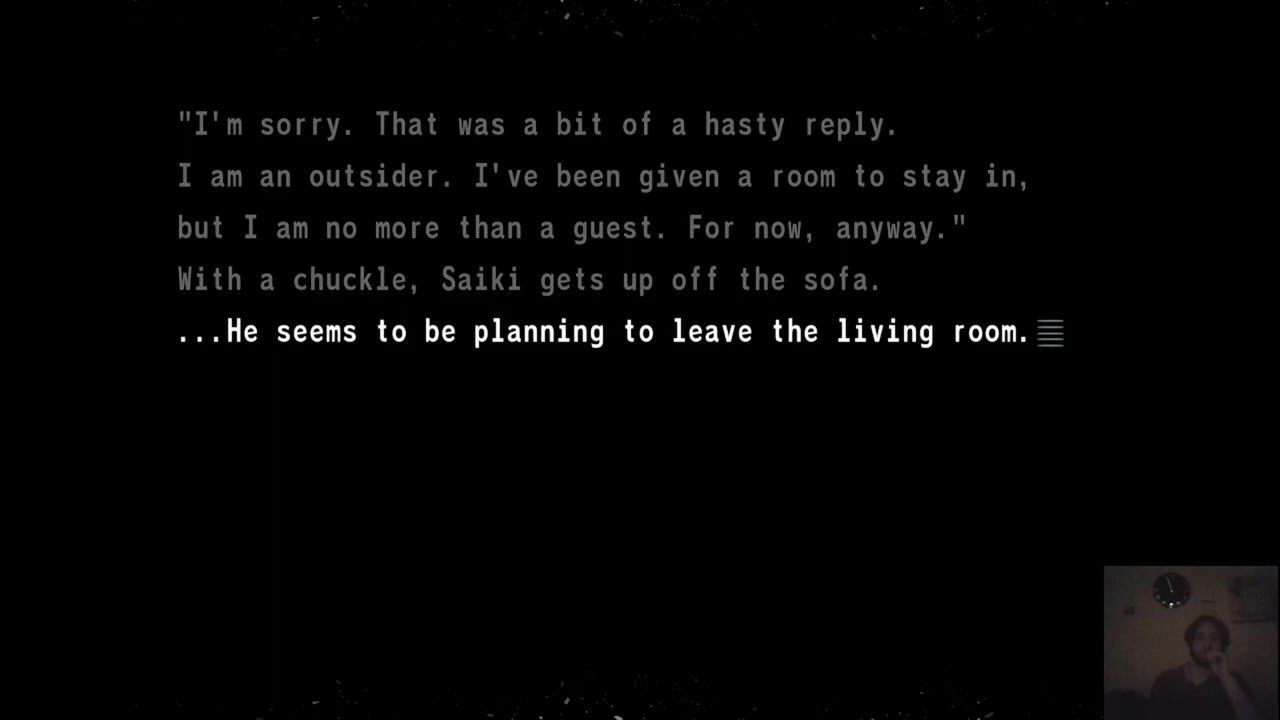 "I'm sorry. That was a bit of a hasty reply.
I am an outsider. I've been given a room to stay in,
but I am no more than a guest. For now, anyway."
With a chuckle, Saiki gets up off the sofa.
...He seems to be planning to leave the living room.